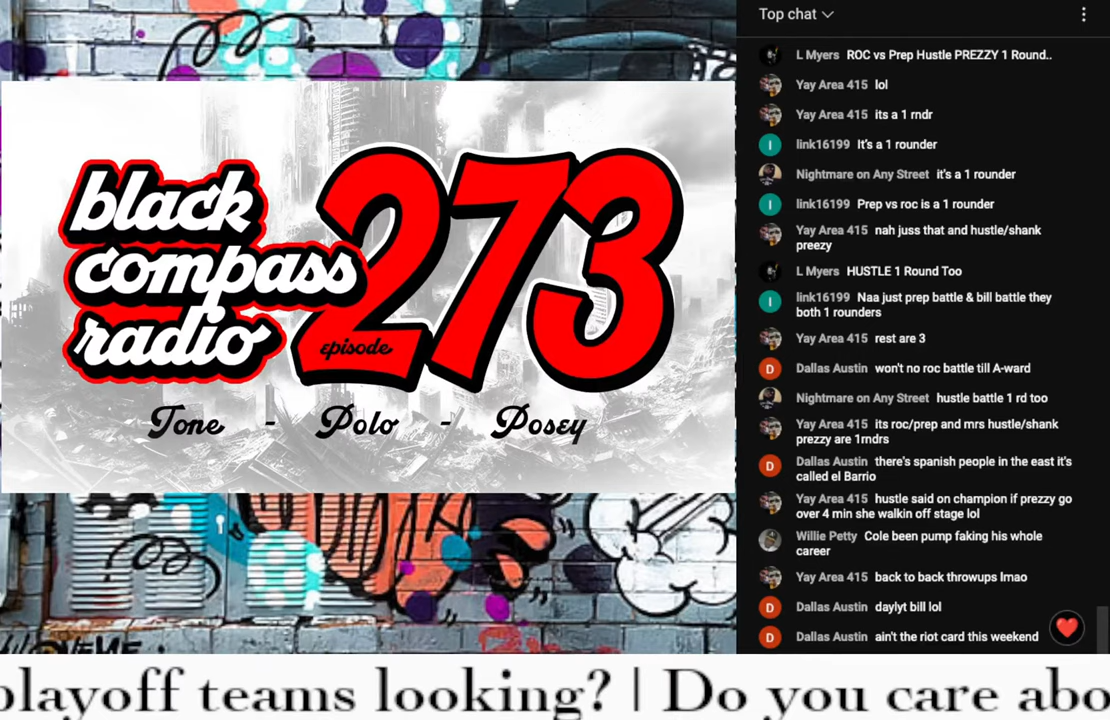 black
compass
radio
273
episode
Tone - Polo - Posey
Top chat
L Myers ROC vs Prep Hustle PREZZY 1 Round..
Yay Area 415 lol
Yay Area 415 its a 1 rndr
link16199 It's a 1 rounder
Nightmare on Any Street it's a 1 rounder
link16199 Prep vs roc is a 1 rounder
Yay Area 415 nah juss that and hustle/shank
preezy
L Myers HUSTLE 1 Round Too
link16199 Naa just prep battle & bill battle they
both 1 rounders
Yay Area 415 rest are 3
Dallas Austin won't no roc battle till A-ward
Nightmare on Any Street hustle battle 1 rd too
Yay Area 415 its roc/prep and mrs hustle/shank
prezzy are 1rndrs
Dallas Austin there's spanish people in the east it's
called el Barrio
Yay Area 415 hustle said on champion if prezzy go
over 4 min she walkin off stage lol
Willie Petty Cole been pump faking his whole
career
Yay Area 415 back to back throwups lmao
Dallas Austin daylyt bill lol
Dallas Austin ain't the riot card this weekend
playoff teams looking? | Do you care abo